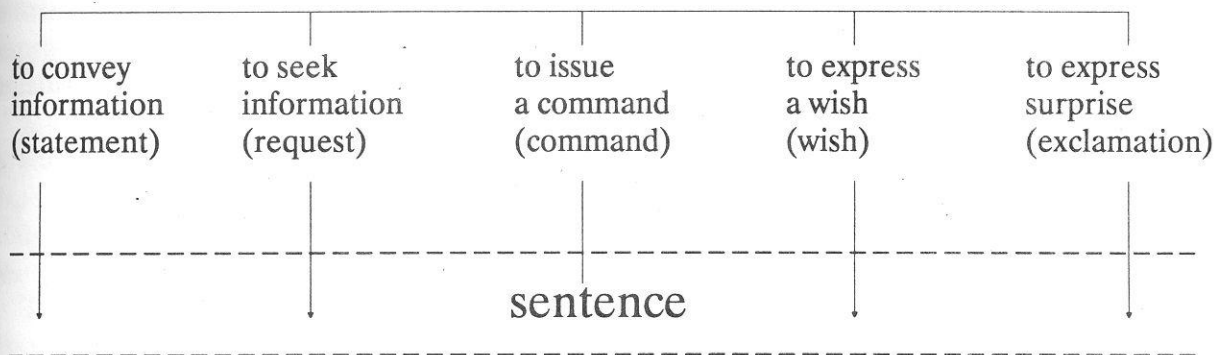 to convey
information
(statement)
to seek
information
(request)
to issue
a command
(command)
to express
a wish
(wish)
to express
surprise
(exclamation)
sentence